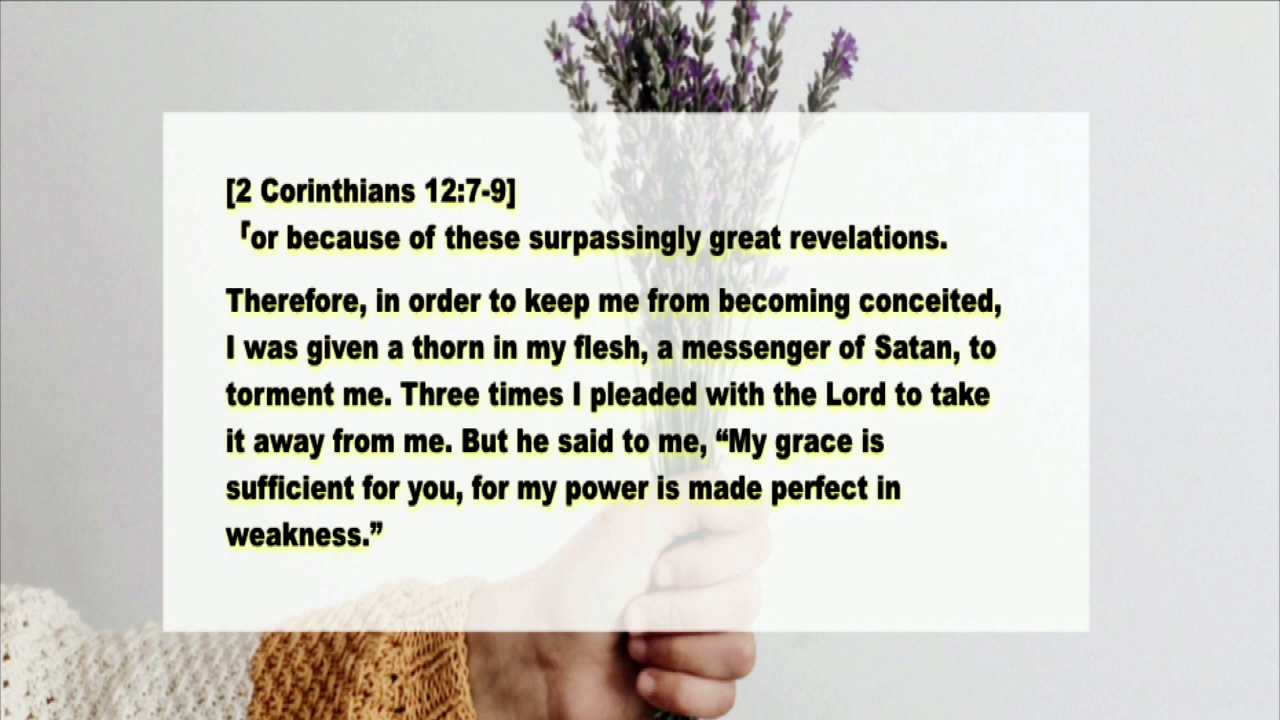 [2 Corinthians 12:7-9]
「or because of these surpassingly great revelations.
Therefore, in order to keep me from becoming conceited,
I was given a thorn in my flesh, a messenger of Satan, to
torment me. Three times I pleaded with the Lord to take
it away from me. But he said to me, “My grace is
sufficient for you, for my power is made perfect in
weakness.”